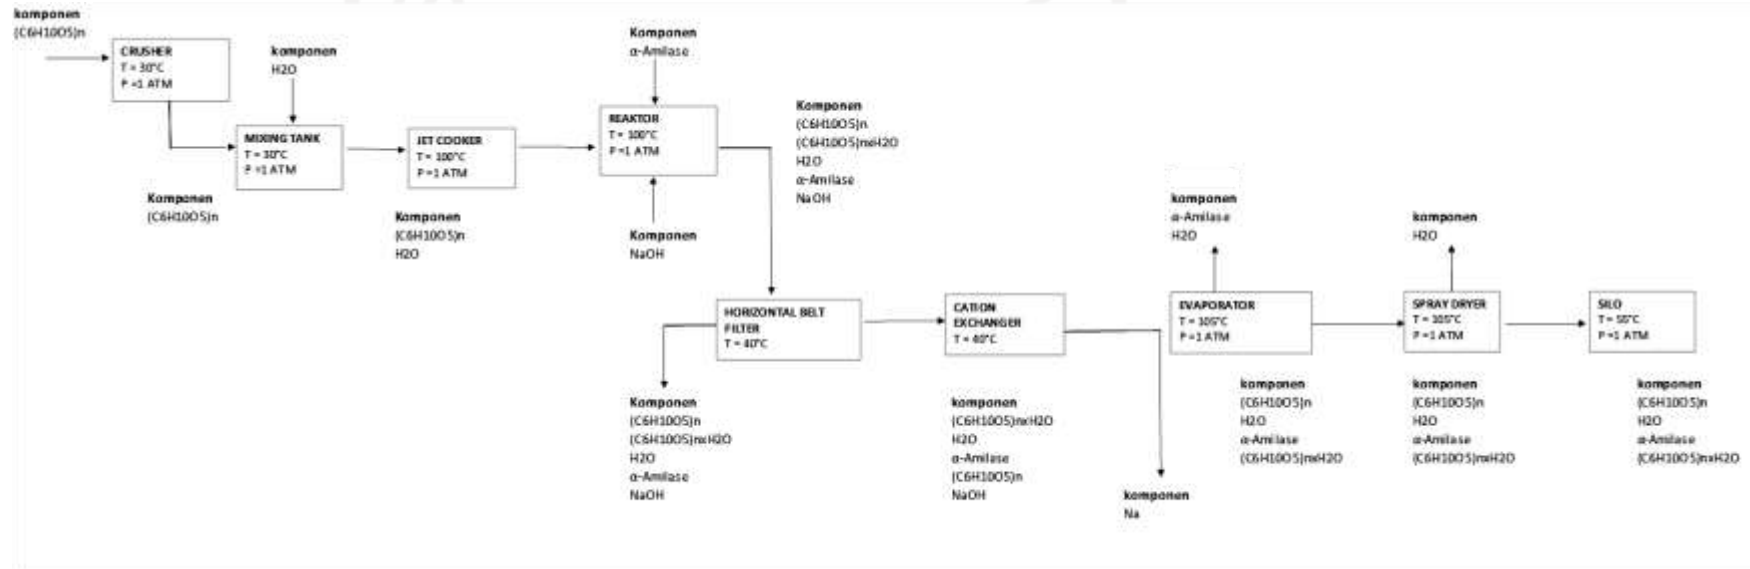 komponen
(C6H10O5)n
CRUSHER
T = 30°C
P =1 ATM
komponen
H2O
MIXING TANK
T = 30°C
P =1 ATM
Komponen
(C6H10O5)n
JET COOKER
T = 100°C
P =1 ATM
Komponen
(C6H10O5)n
H2O
Komponen
α-Amilase
REAKTOR
T = 100°C
P =1 ATM
Komponen
NaOH
Komponen
(C6H10O5)n
(C6H10O5)nxH2O
H2O
α-Amilase
NaOH
HORIZONTAL BELT
FILTER
T = 40°C
Komponen
(C6H10O5)n
(C6H10O5)nxH2O
H2O
α-Amilase
NaOH
CATION
EXCHANGER
T = 40°C
komponen
(C6H10O5)nxH2O
H2O
α-Amilase
(C6H10O5)n
NaOH
komponen
Na
komponen
α-Amilase
H2O
EVAPORATOR
T = 105°C
P =1 ATM
komponen
(C6H10O5)n
H2O
α-Amilase
(C6H10O5)nxH2O
komponen
H2O
SPRAY DRYER
T = 105°C
P =1 ATM
komponen
(C6H10O5)n
H2O
α-Amilase
(C6H10O5)nxH2O
SILO
T = 55°C
P =1 ATM
komponen
(C6H10O5)n
H2O
α-Amilase
(C6H10O5)nxH2O